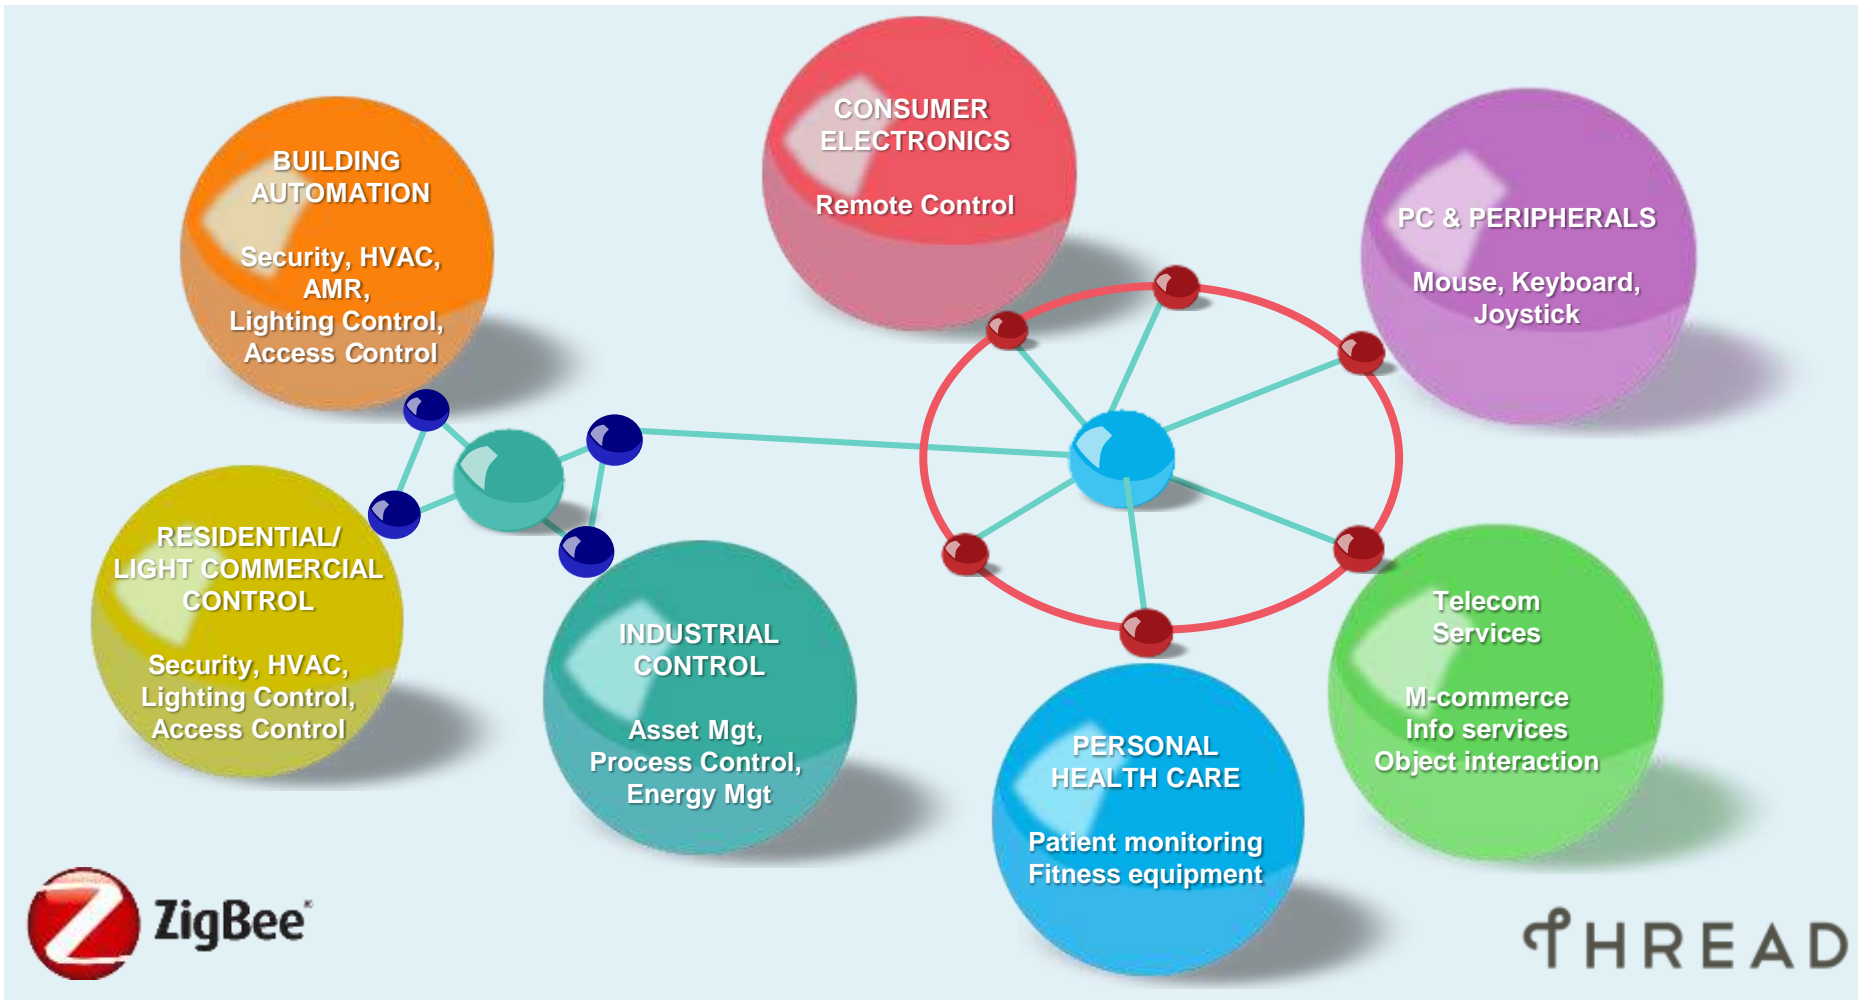 BUILDING
AUTOMATION
Security, HVAC,
AMR,
Lighting Control,
Access Control
CONSUMER
ELECTRONICS
Remote Control
PC & PERIPHERALS
Mouse, Keyboard,
Joystick
RESIDENTIAL/
LIGHT COMMERCIAL
CONTROL
Security, HVAC,
Lighting Control,
Access Control
INDUSTRIAL
CONTROL
Asset Mgt,
Process Control,
Energy Mgt
PERSONAL
HEALTH CARE
Patient monitoring
Fitness equipment
Telecom
Services
M-commerce
Info services
Object interaction
ZigBee
THREAD